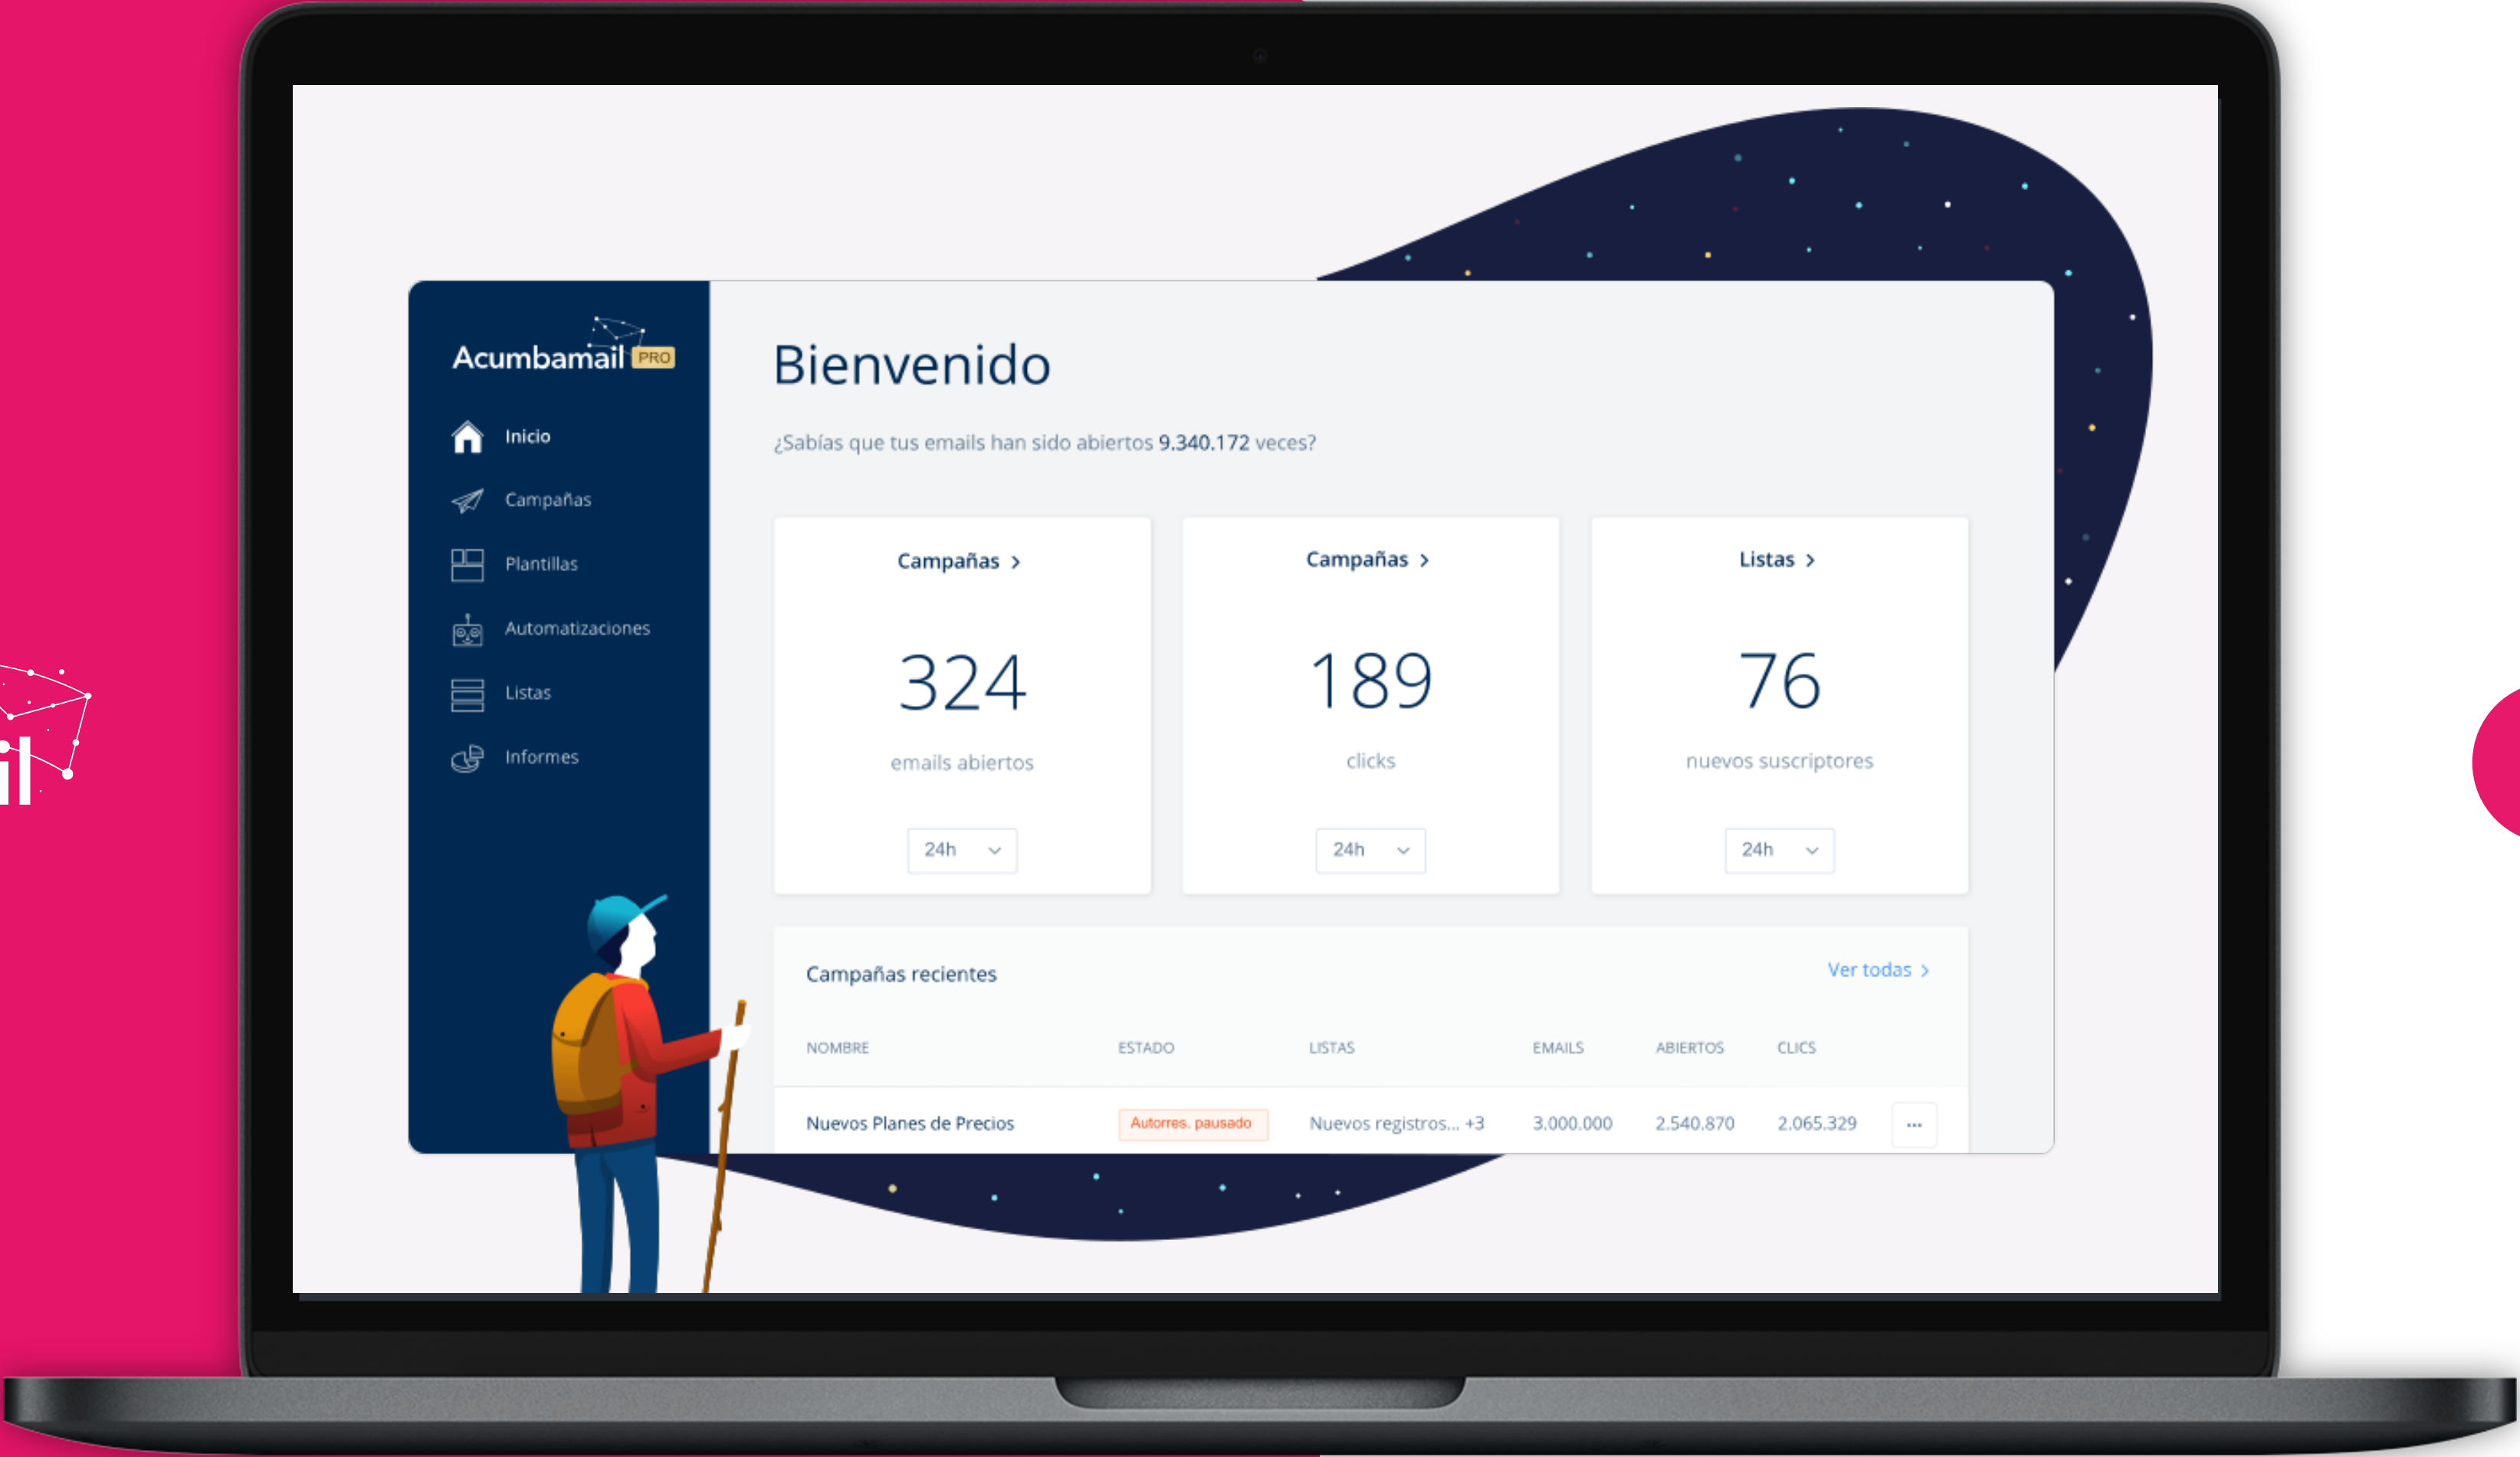 Acumbamail PRO
Inicio
Campañas
Plantillas
Automatizaciones
Listas
Informes
Bienvenido
¿Sabías que tus emails han sido abiertos 9.340.172 veces?
Campañas >
324
emails abiertos
24h
Campañas >
189
clicks
24h
Listas >
76
nuevos suscriptores
24h
Campañas recientes
Ver todas >
NOMBRE ESTADO LISTAS EMAILS ABIERTOS CLICS
Nuevos Planes de Precios Autorres. pausado Nuevos registros... +3 3.000.000 2.540.870 2.065.329 ...
il